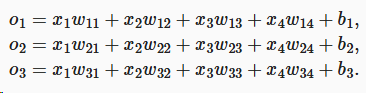 o₁ = x₁w₁₁ + x₂w₁₂ + x₃w₁₃ + x₄w₁₄ + b₁,
o₂ = x₁w₂₁ + x₂w₂₂ + x₃w₂₃ + x₄w₂₄ + b₂,
o₃ = x₁w₃₁ + x₂w₃₂ + x₃w₃₃ + x₄w₃₄ + b₃.